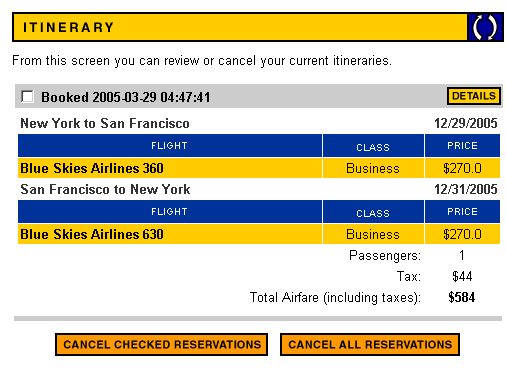 ITINERARY
From this screen you can review or cancel your current itineraries.
Booked 2005-03-29 04:47:41 DETAILS
New York to San Francisco 12/29/2005
FLIGHT CLASS PRICE
Blue Skies Airlines 360 Business $270.0
San Francisco to New York 12/31/2005
FLIGHT CLASS PRICE
Blue Skies Airlines 630 Business $270.0
Passengers: 1
Tax: $44
Total Airfare (including taxes): $584
CANCEL CHECKED RESERVATIONS CANCEL ALL RESERVATIONS